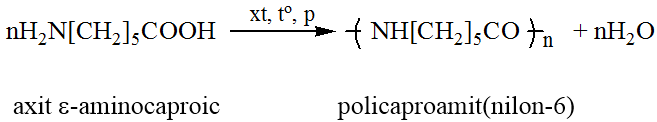 nH₂N[CH₂]₅COOH xt, tº, p ( NH[CH₂]₅CO )n + nH₂O
axit ε-aminocaproic policaproamit(nilon-6)